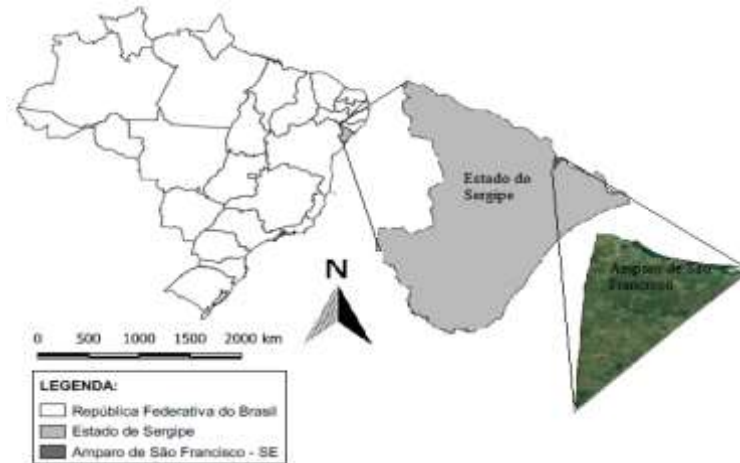 Estado do
Sergipe
Amparo de São
Francisco
N
0 500 1000 1500 2000 km
LEGENDA:
República Federativa do Brasil
Estado de Sergipe
Amparo de São Francisco - SE